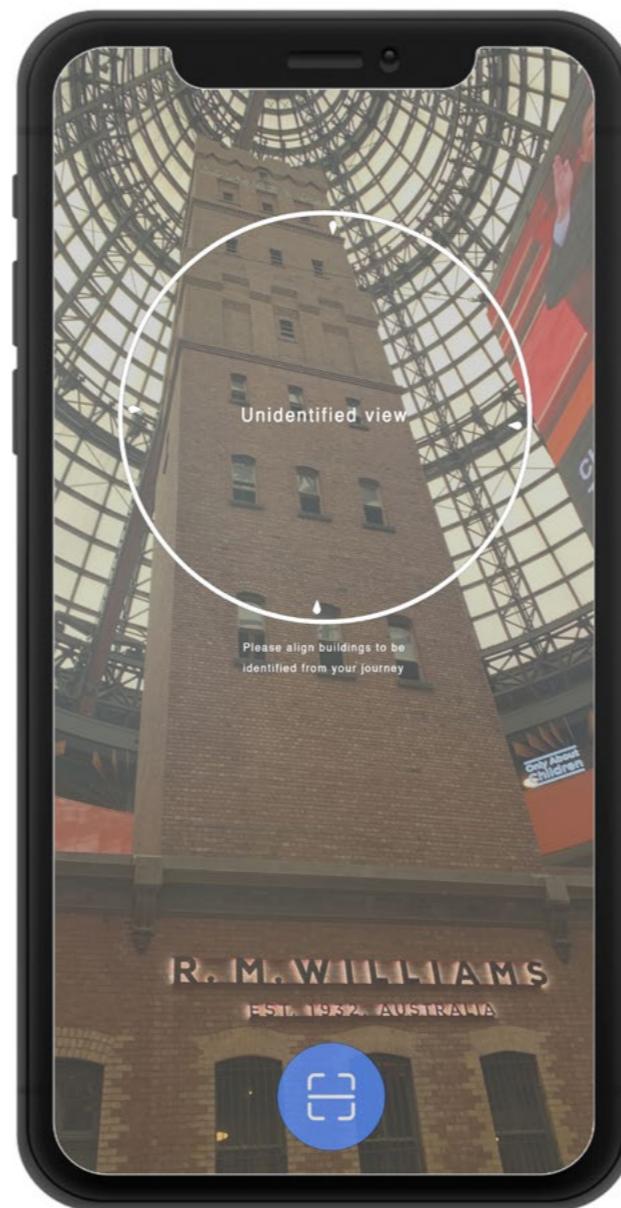 Unidentified view
Please align buildings to be
identified from your journey
Only About
Children
R. M. WILLIAMS
EST. 1932. AUSTRALIA